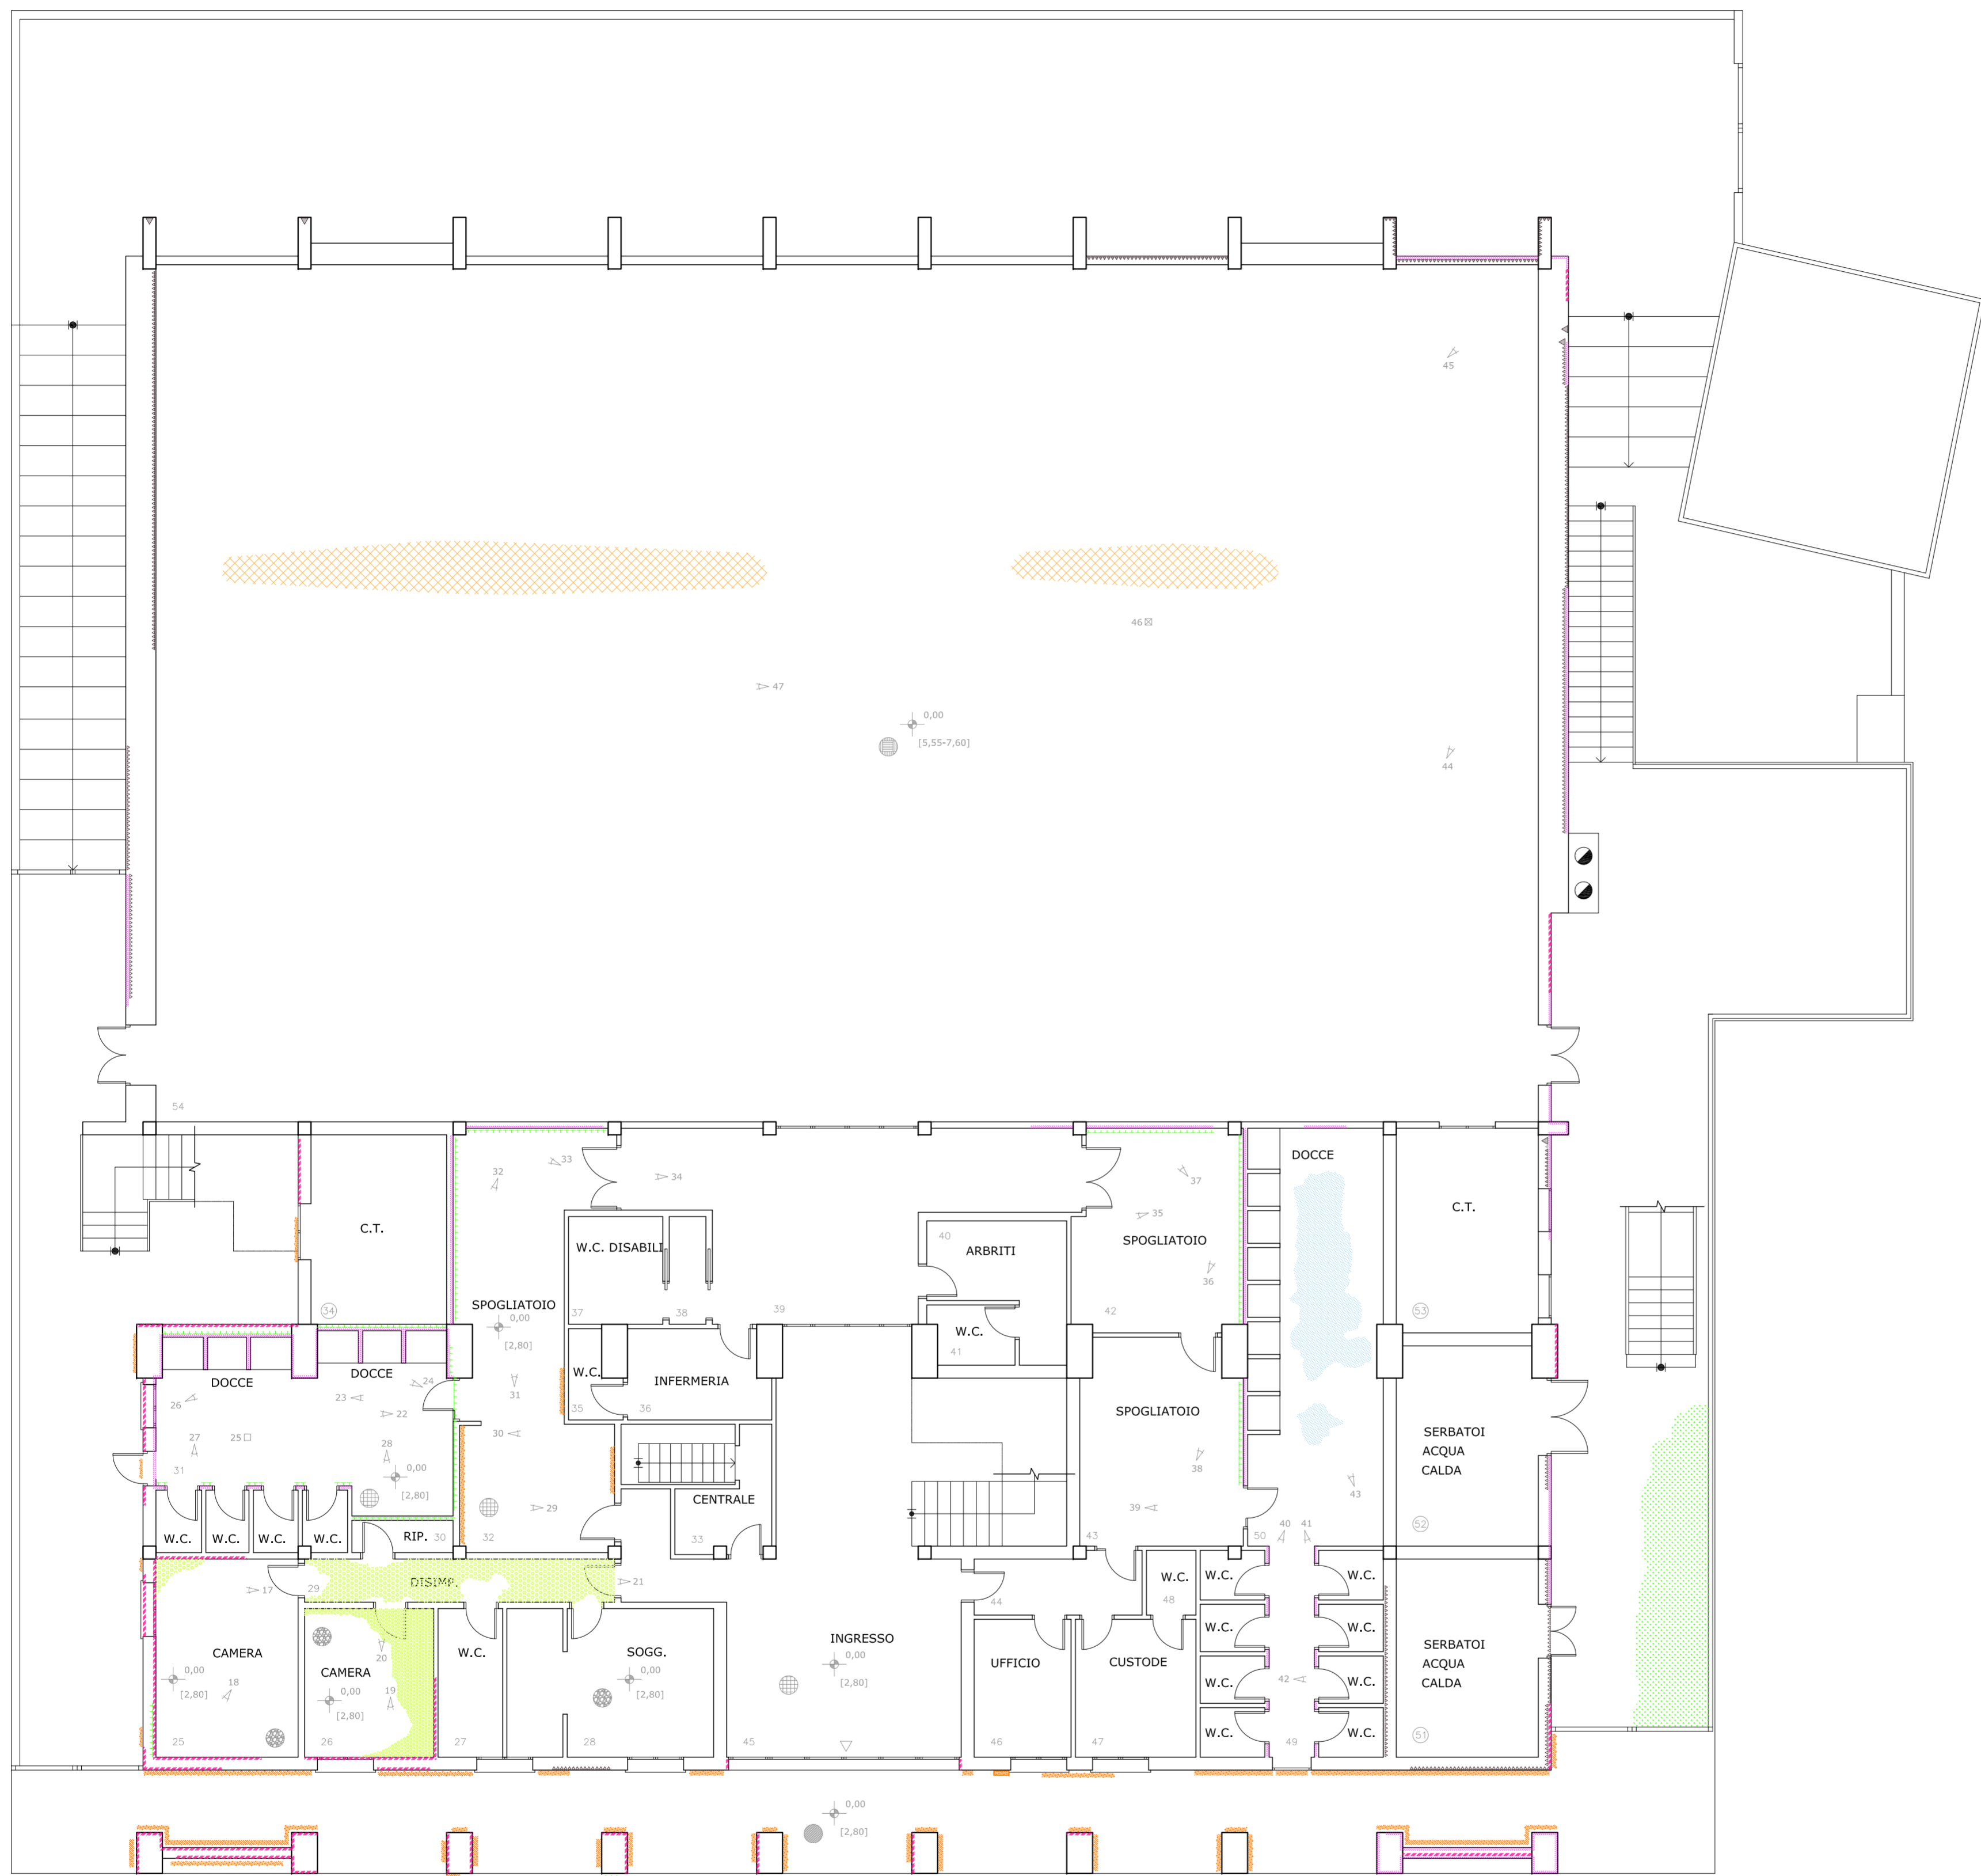 45
46
47
0,00
[5,55-7,60]
44
54
DOCCE
33
32
34
37
35
C.T.
C.T.
W.C. DISABILI
40
ARBRITI
SPOGLIATOIO
36
SPOGLIATOIO
0,00
[2,80]
34
37
38
39
42
53
W.C.
41
DOCCE
DOCCE
W.C.
INFERMERIA
24
23
26
22
31
35
36
SPOGLIATOIO
30
27
25
28
31
0,00
[2,80]
SERBATOI
ACQUA
CALDA
38
43
CENTRALE
29
39
W.C.
W.C.
W.C.
W.C.
RIP.
30
32
33
43
50
40
41
52
DISIMP.
29
17
21
W.C.
48
44
W.C.
W.C.
W.C.
W.C.
CAMERA
CAMERA
20
W.C.
SOGG.
INGRESSO
UFFICIO
CUSTODE
SERBATOI
ACQUA
CALDA
0,00
[2,80]
18
0,00
[2,80]
19
0,00
[2,80]
0,00
[2,80]
42
W.C.
W.C.
W.C.
W.C.
25
26
27
28
45
46
47
49
51
0,00
[2,80]